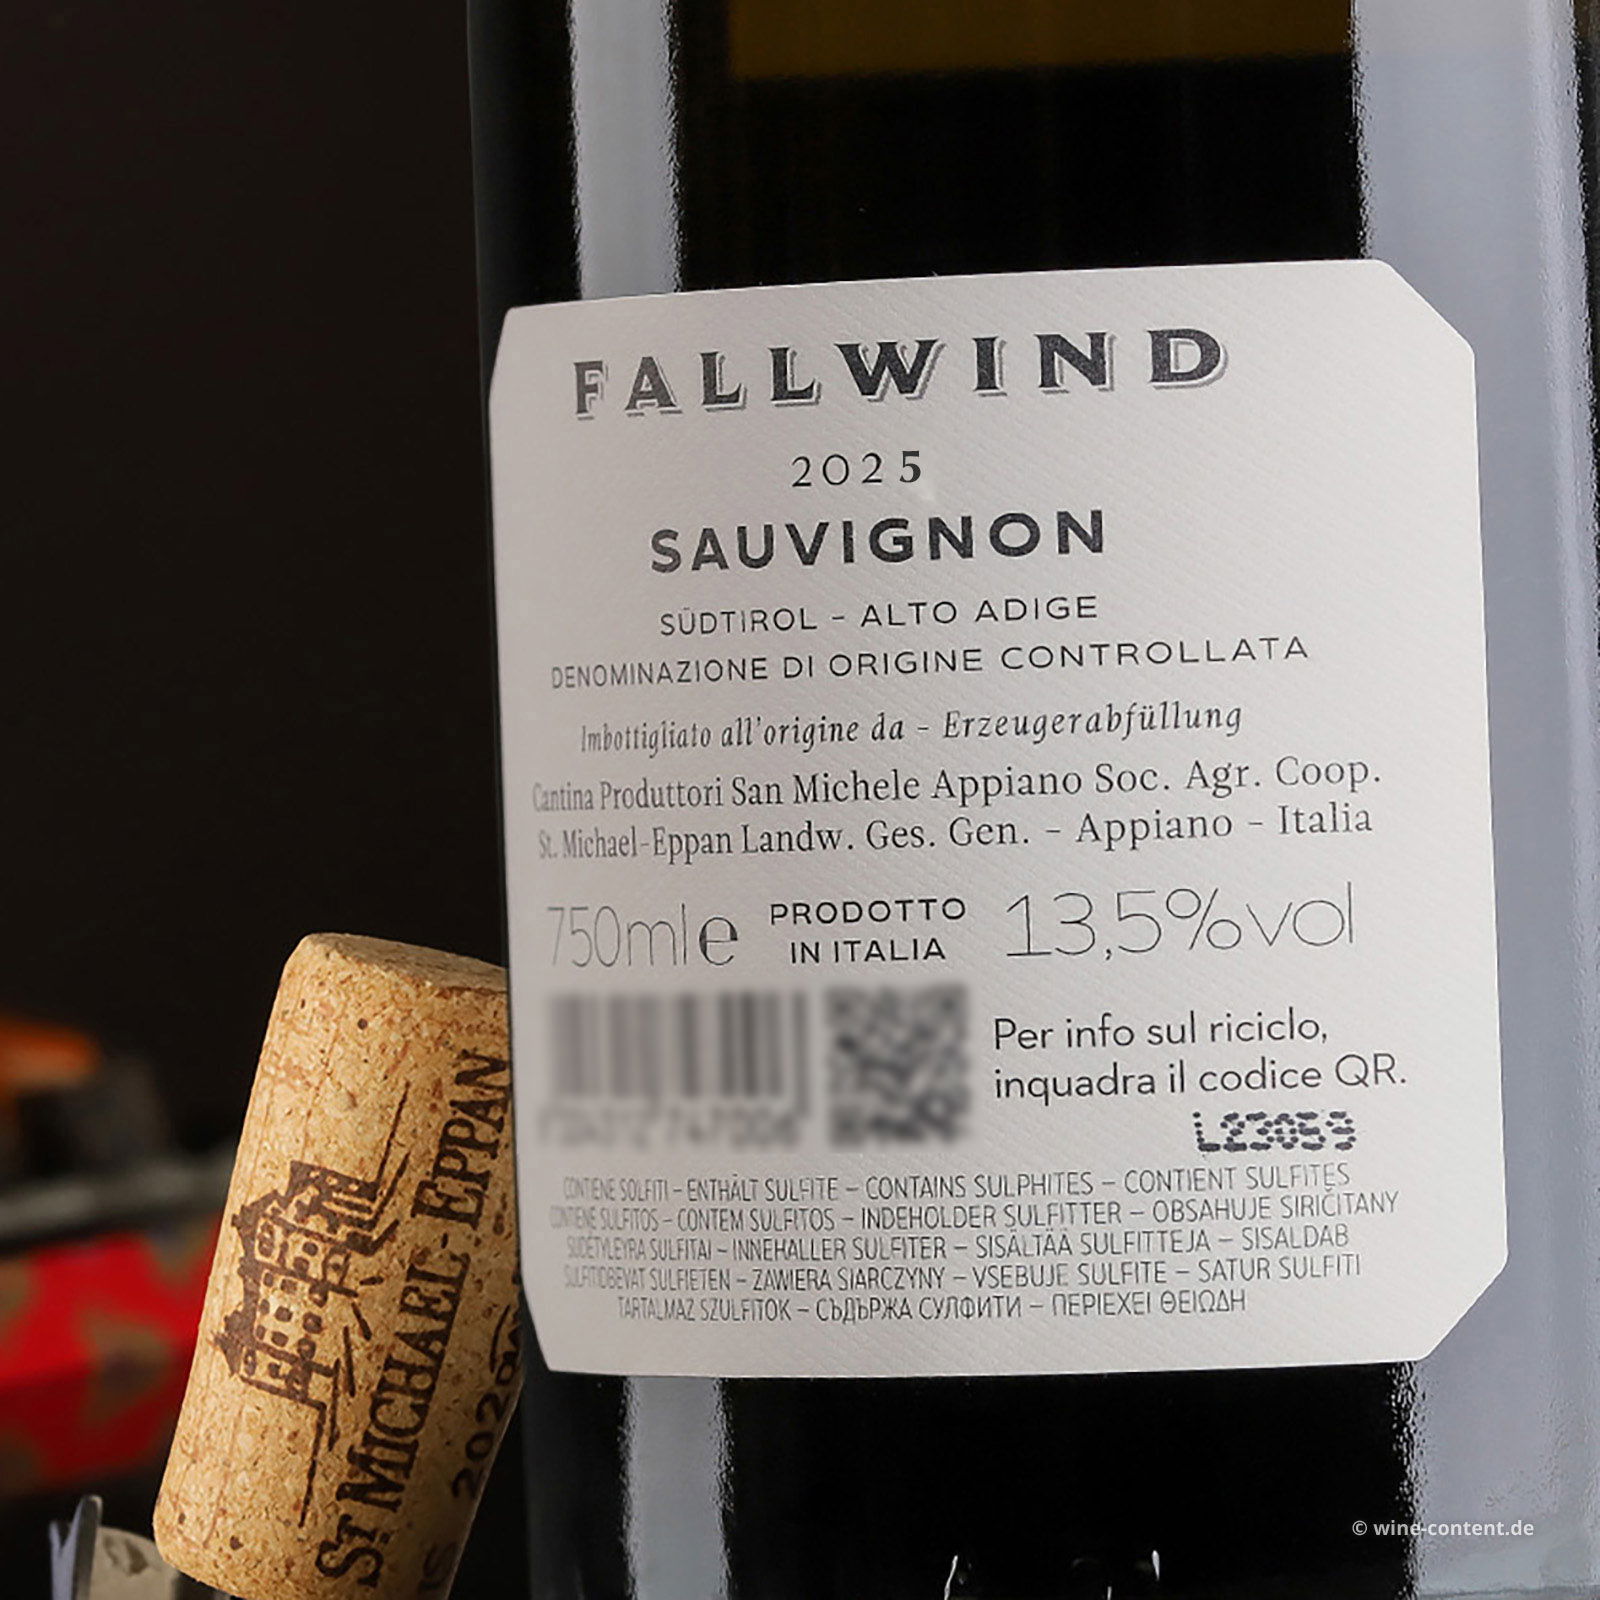 FALLWIND
2025
SAUVIGNON
SÜDTIROL - ALTO ADIGE
DENOMINAZIONE DI ORIGINE CONTROLLATA
Imbottigliato all'origine da - Erzeugerabfüllung
Cantina Produttori San Michele Appiano Soc. Agr. Coop.
St. Michael-Eppan Landw. Ges. Gen. - Appiano - Italia
750ml e PRODOTTO IN ITALIA 13,5%vol
Per info sul riciclo,
inquadra il codice QR.
L23059
CONTIENE SOLFITI – ENTHÄLT SULFITE – CONTAINS SULPHITES – CONTIENT SULFITES
CONTIENE SULFITOS – CONTEM SULFITOS – INDEHOLDER SULFITTER – OBSAHUJE SIRIČITANY
SUDĖTYLEYRA SULFITAI – INNEHALLER SULFITER – SISÄLTÄÄ SULFITTEJA – SISALDAB
SULFITIDBEVAT SULFIETEN – ZAWIERA SIARCZYNY – VSEBUJE SULFITE – SATUR SULFITI
TARTALMAZ SZULFITOK – СЪДЪРЖА СУЛФИТИ – ΠΕΡΙΕΧΕΙ ΘΕΙΩΔΗ
ST MICHAEL EPPAN
© wine-content.de